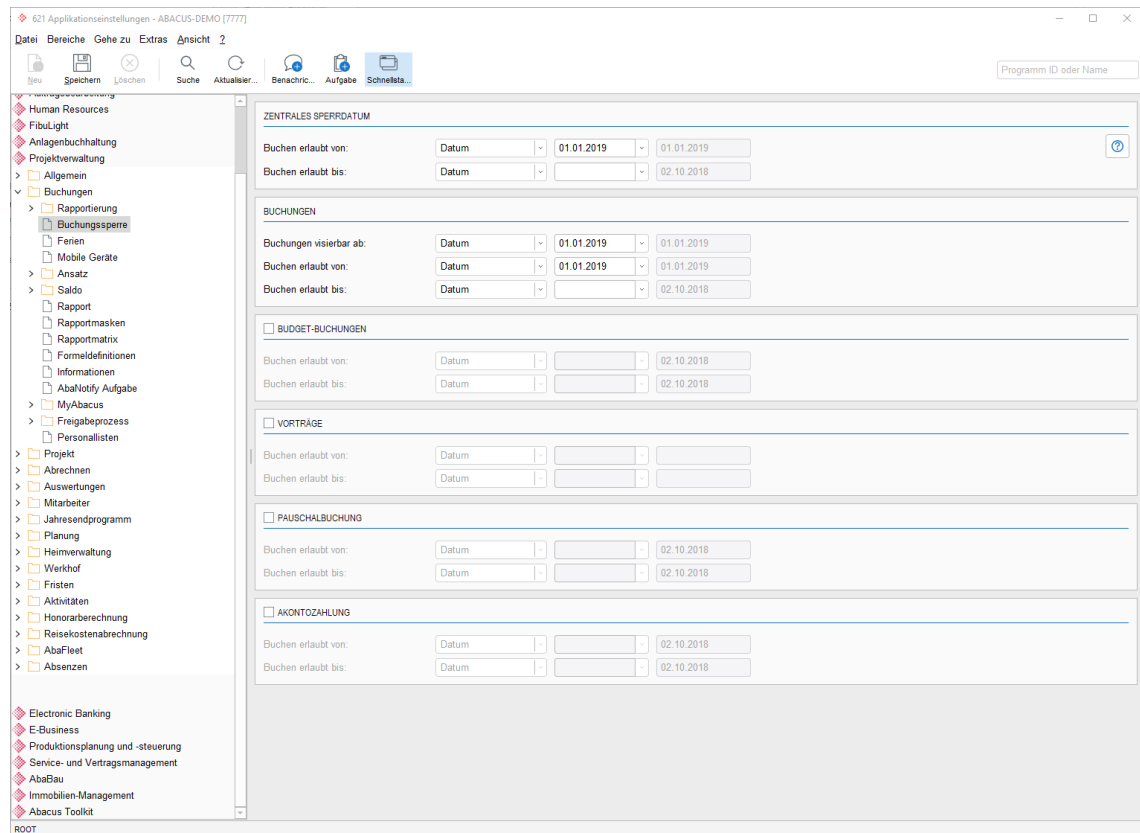 621 Applikationseinstellungen - ABACUS-DEMO [7777]
Datei Bereiche Gehe zu Extras Ansicht ?
Neu Speichern Löschen Suche Aktualisier... Benachric... Aufgabe Schnellsta...
Programm ID oder Name
Auftragsbearbeitung
Human Resources
FibuLight
Anlagenbuchhaltung
Projektverwaltung
Allgemein
Buchungen
Rapportierung
Buchungssperre
Ferien
Mobile Geräte
Ansatz
Saldo
Rapport
Rapportmasken
Rapportmatrix
Formeldefinitionen
Informationen
AbaNotify Aufgabe
MyAbacus
Freigabeprozess
Personallisten
Projekt
Abrechnen
Auswertungen
Mitarbeiter
Jahresendprogramm
Planung
Heimverwaltung
Werkhof
Fristen
Aktivitäten
Honorarberechnung
Reisekostenabrechnung
AbaFleet
Absenzen
Electronic Banking
E-Business
Produktionsplanung und -steuerung
Service- und Vertragsmanagement
AbaBau
Immobilien-Management
Abacus Toolkit
ROOT
ZENTRALES SPERRDATUM
Buchen erlaubt von: Datum 01.01.2019 01.01.2019
Buchen erlaubt bis: Datum 02.10.2018
BUCHUNGEN
Buchungen visierbar ab: Datum 01.01.2019 01.01.2019
Buchen erlaubt von: Datum 01.01.2019 01.01.2019
Buchen erlaubt bis: Datum 02.10.2018
BUDGET-BUCHUNGEN
Buchen erlaubt von: Datum 02.10.2018
Buchen erlaubt bis: Datum 02.10.2018
VORTRÄGE
Buchen erlaubt von: Datum
Buchen erlaubt bis: Datum
PAUSCHALBUCHUNG
Buchen erlaubt von: Datum 02.10.2018
Buchen erlaubt bis: Datum 02.10.2018
AKONTOZAHLUNG
Buchen erlaubt von: Datum 02.10.2018
Buchen erlaubt bis: Datum 02.10.2018